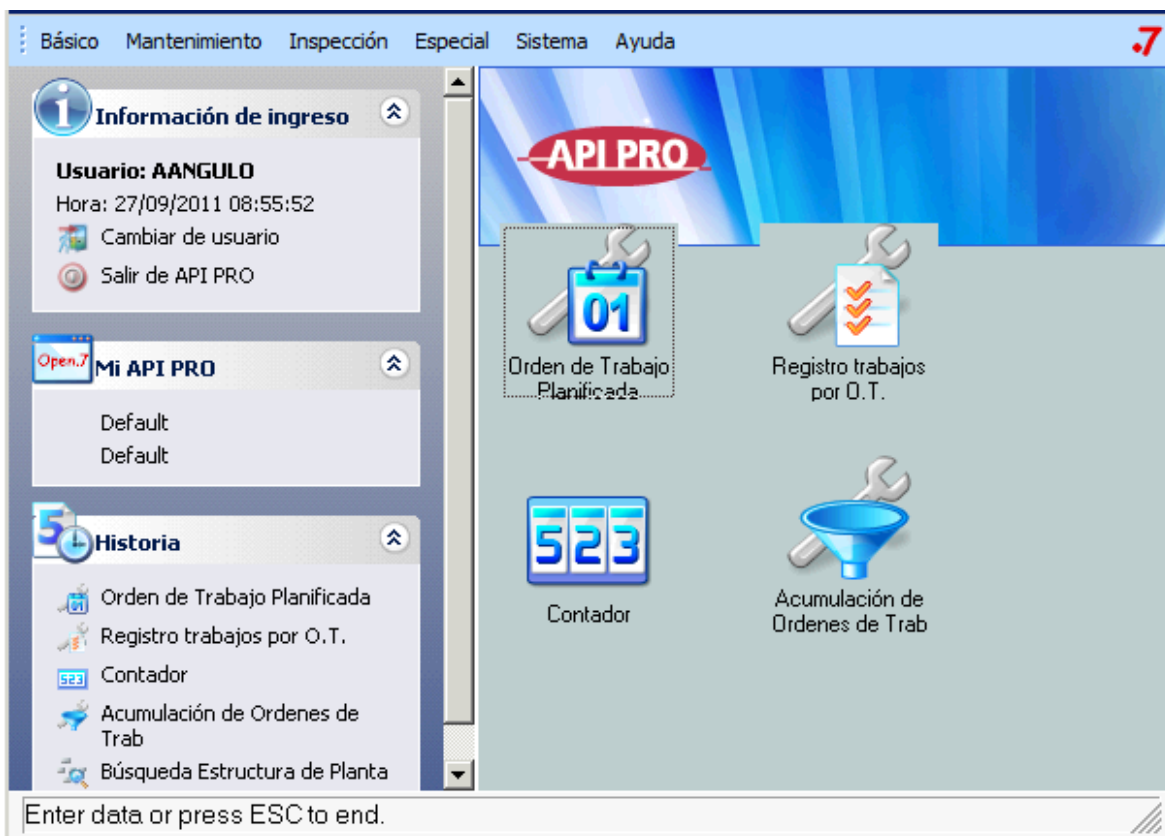 Básico Mantenimiento Inspección Especial Sistema Ayuda .7
Información de ingreso
Usuario: AANGULO
Hora: 27/09/2011 08:55:52
Cambiar de usuario
Salir de API PRO
Open.7
Mi API PRO
Default
Default
5
Historia
Orden de Trabajo Planificada
Registro trabajos por O.T.
523
Contador
Acumulación de Ordenes de
Trab
Búsqueda Estructura de Planta
API PRO
01
Orden de Trabajo
Planificada
Registro trabajos
por O.T.
523
Contador
Acumulación de
Ordenes de Trab
Enter data or press ESC to end.